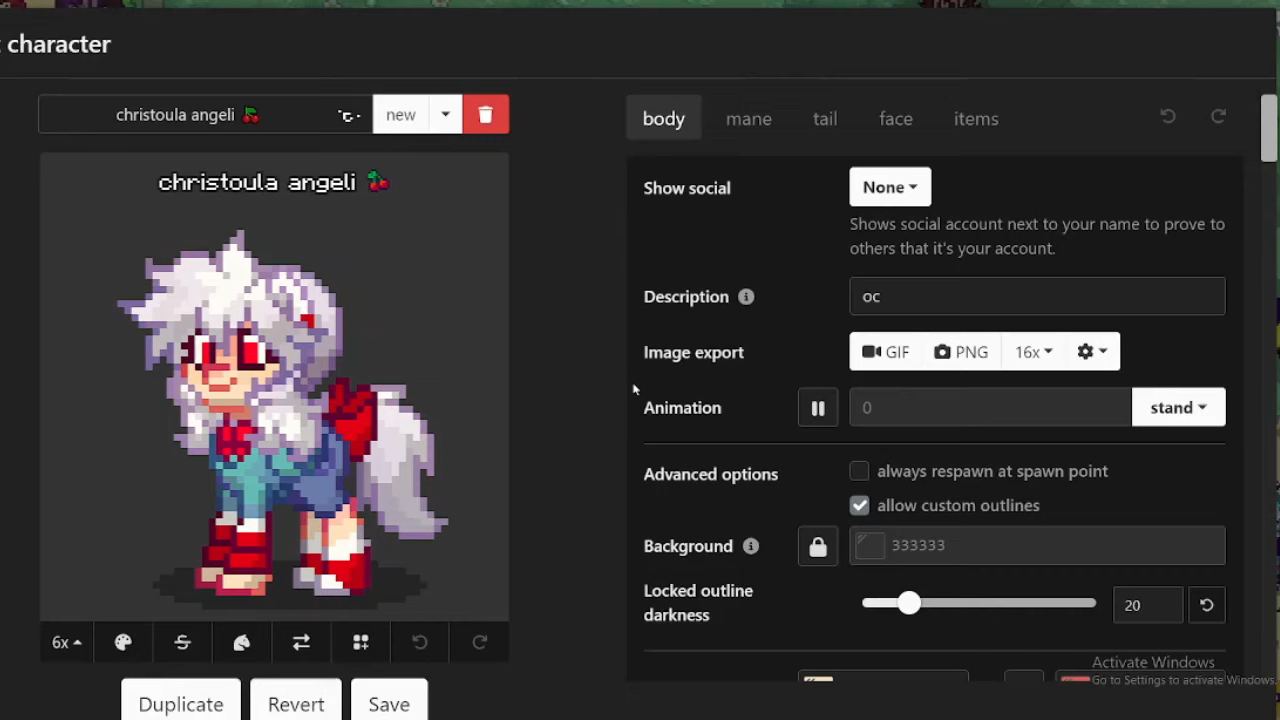 character
christoula angeli 🍒
new
body
mane
tail
face
items
christoula angeli 🍒
Show social
None
Shows social account next to your name to prove to
others that it's your account.
Description
oc
Image export
GIF
PNG
16x
Animation
0
stand
Advanced options
always respawn at spawn point
allow custom outlines
Background
333333
Locked outline
darkness
20
6x
Activate Windows
Go to Settings to activate Windows.
Duplicate
Revert
Save